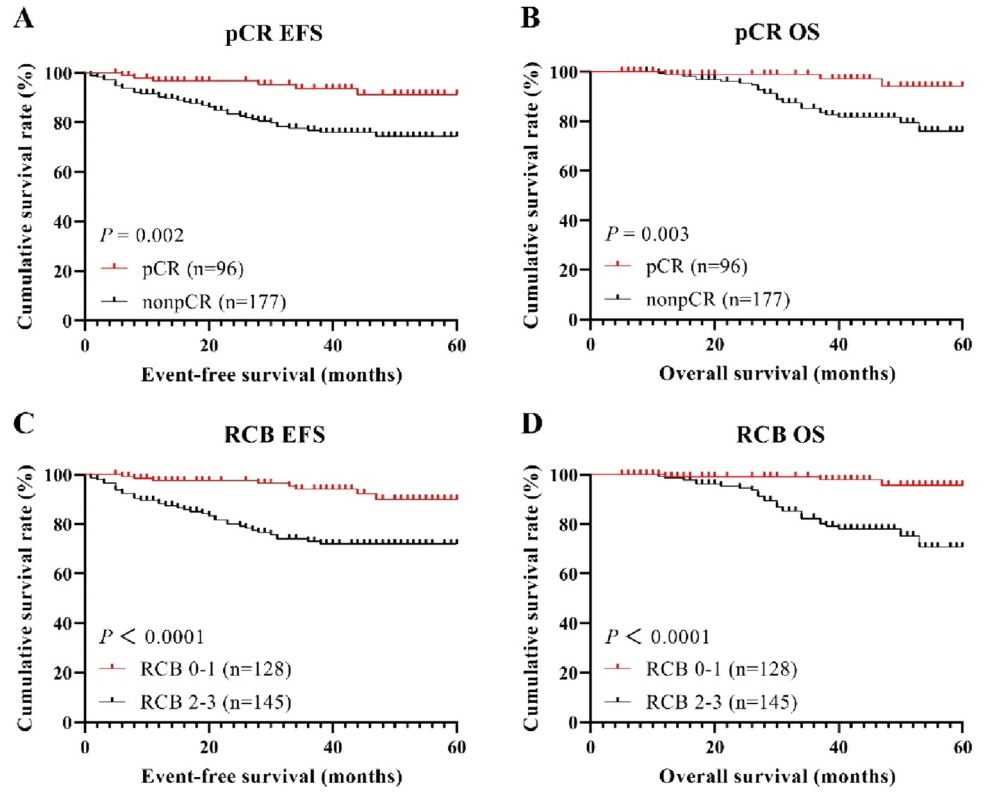 A
pCR EFS
Cumulative survival rate (%)
100
80
60
40
20
0
P = 0.002
pCR (n=96)
nonpCR (n=177)
0 20 40 60
Event-free survival (months)
B
pCR OS
Cumulative survival rate (%)
100
80
60
40
20
0
P = 0.003
pCR (n=96)
nonpCR (n=177)
0 20 40 60
Overall survival (months)
C
RCB EFS
Cumulative survival rate (%)
100
80
60
40
20
0
P < 0.0001
RCB 0-1 (n=128)
RCB 2-3 (n=145)
0 20 40 60
Event-free survival (months)
D
RCB OS
Cumulative survival rate (%)
100
80
60
40
20
0
P < 0.0001
RCB 0-1 (n=128)
RCB 2-3 (n=145)
0 20 40 60
Overall survival (months)